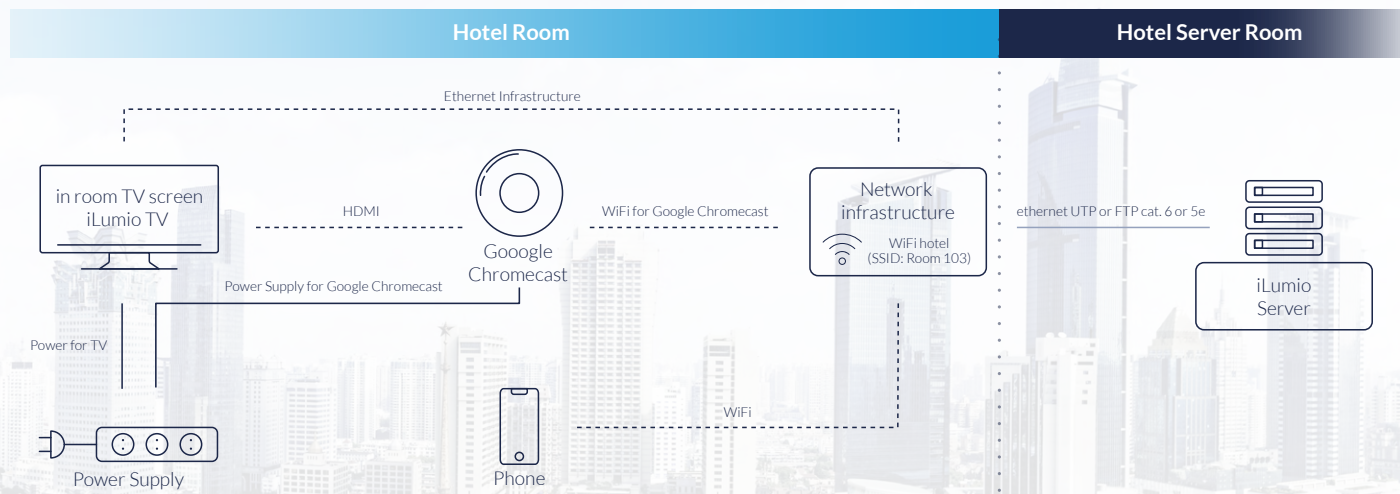 Hotel Room
Hotel Server Room
Ethernet Infrastructure
in room TV screen
iLumio TV
HDMI
Gooogle
Chromecast
WiFi for Google Chromecast
Network
infrastructure
WiFi hotel
(SSID: Room 103)
ethernet UTP or FTP cat. 6 or 5e
iLumio
Server
Power Supply for Google Chromecast
Power for TV
WiFi
Power Supply
Phone